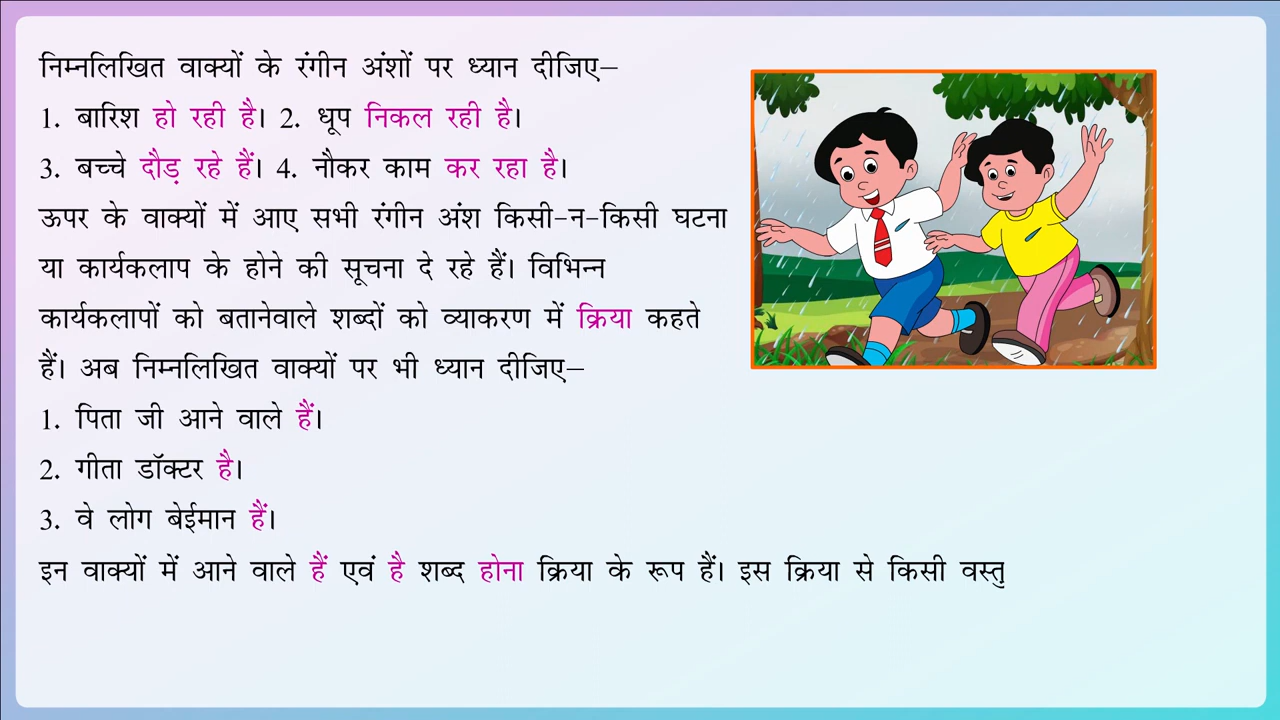 निम्नलिखित वाक्यों के रंगीन अंशों पर ध्यान दीजिए–
1. बारिश हो रही है। 2. धूप निकल रही है।
3. बच्चे दौड़ रहे हैं। 4. नौकर काम कर रहा है।
ऊपर के वाक्यों में आए सभी रंगीन अंश किसी-न-किसी घटना
या कार्यकलाप के होने की सूचना दे रहे हैं। विभिन्न
कार्यकलापों को बतानेवाले शब्दों को व्याकरण में क्रिया कहते
हैं। अब निम्नलिखित वाक्यों पर भी ध्यान दीजिए–
1. पिता जी आने वाले हैं।
2. गीता डॉक्टर है।
3. वे लोग बेईमान हैं।
इन वाक्यों में आने वाले हैं एवं है शब्द होना क्रिया के रूप हैं। इस क्रिया से किसी वस्तु